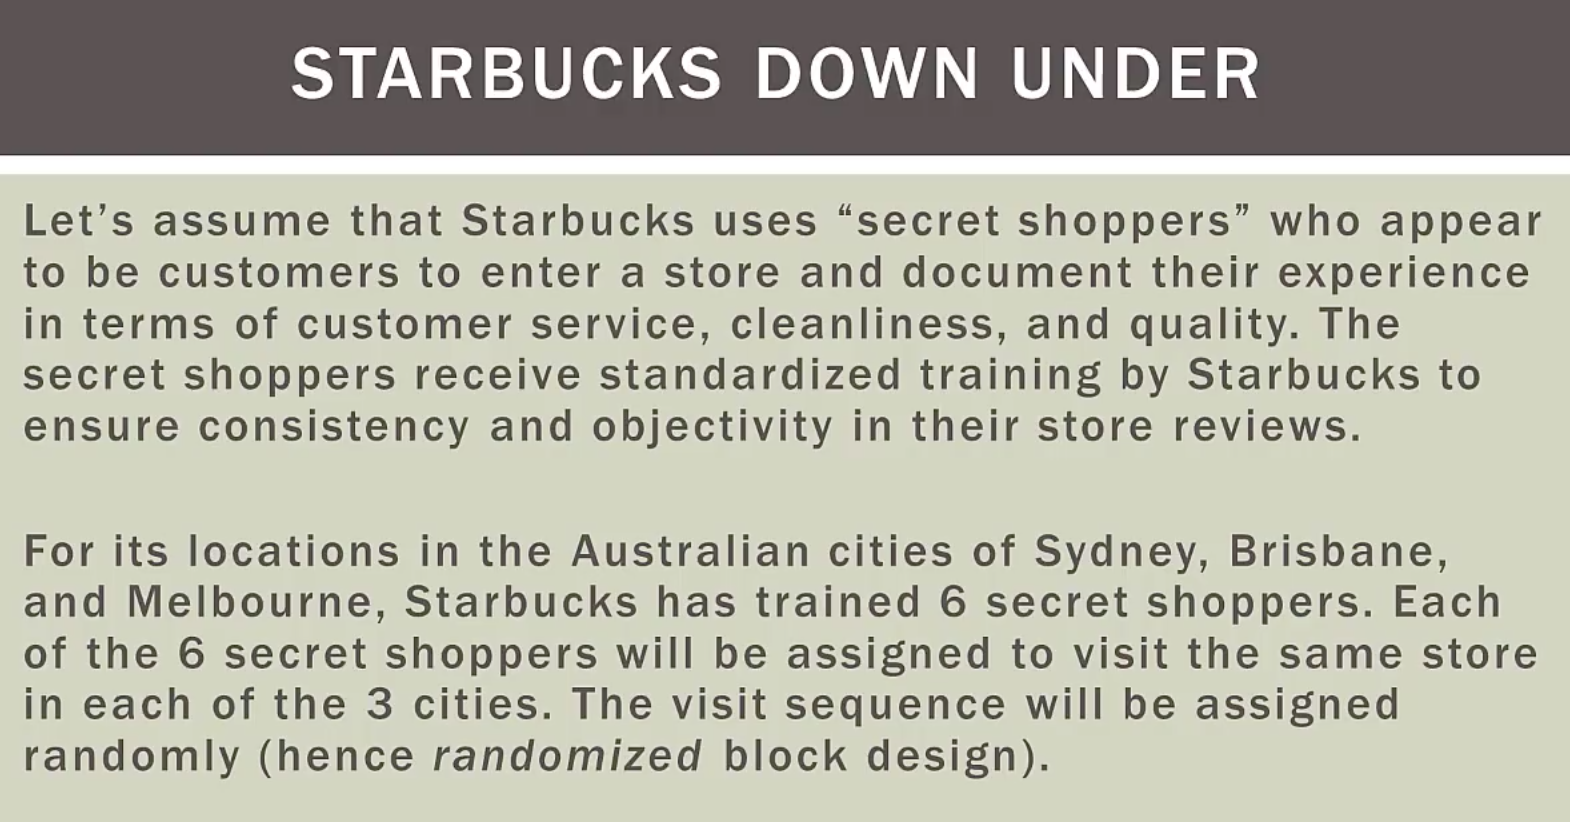 STARBUCKS DOWN UNDER
Let’s assume that Starbucks uses “secret shoppers” who appear
to be customers to enter a store and document their experience
in terms of customer service, cleanliness, and quality. The
secret shoppers receive standardized training by Starbucks to
ensure consistency and objectivity in their store reviews.
For its locations in the Australian cities of Sydney, Brisbane,
and Melbourne, Starbucks has trained 6 secret shoppers. Each
of the 6 secret shoppers will be assigned to visit the same store
in each of the 3 cities. The visit sequence will be assigned
randomly (hence randomized block design).